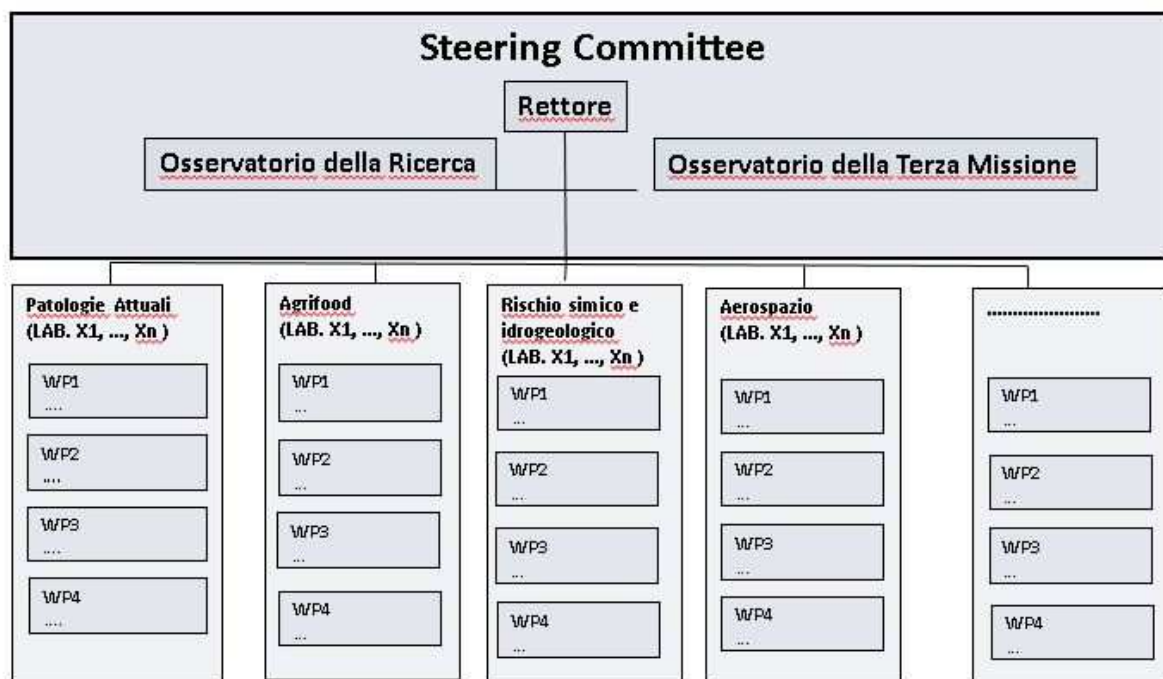 Steering Committee
Rettore
Osservatorio della Ricerca
Osservatorio della Terza Missione
Patologie Attuali
(LAB. X1, ..., Xn )
WP1
....
WP2
....
WP3
....
WP4
....
Agrifood
(LAB. X1, ..., Xn )
WP1
...
WP2
...
WP3
...
WP4
...
Rischio simico e
idrogeologico
(LAB. X1, ..., Xn )
WP1
...
WP2
...
WP3
...
WP4
...
Aerospazio
(LAB. X1, ..., Xn )
WP1
...
WP2
...
WP3
...
WP4
...
......................
WP1
...
WP2
...
WP3
...
WP4
...